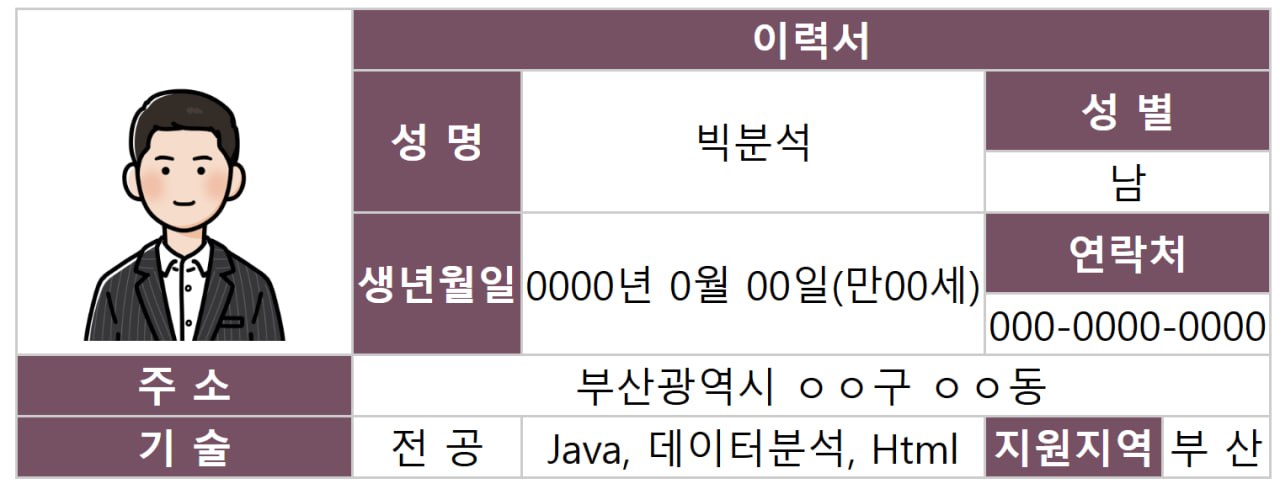 이력서
성 명
빅분석
성 별
남
생년월일
0000년 0월 00일(만00세)
연락처
000-0000-0000
주 소
부산광역시 ㅇㅇ구 ㅇㅇ동
기 술
전 공
Java, 데이터분석, Html
지원지역
부 산